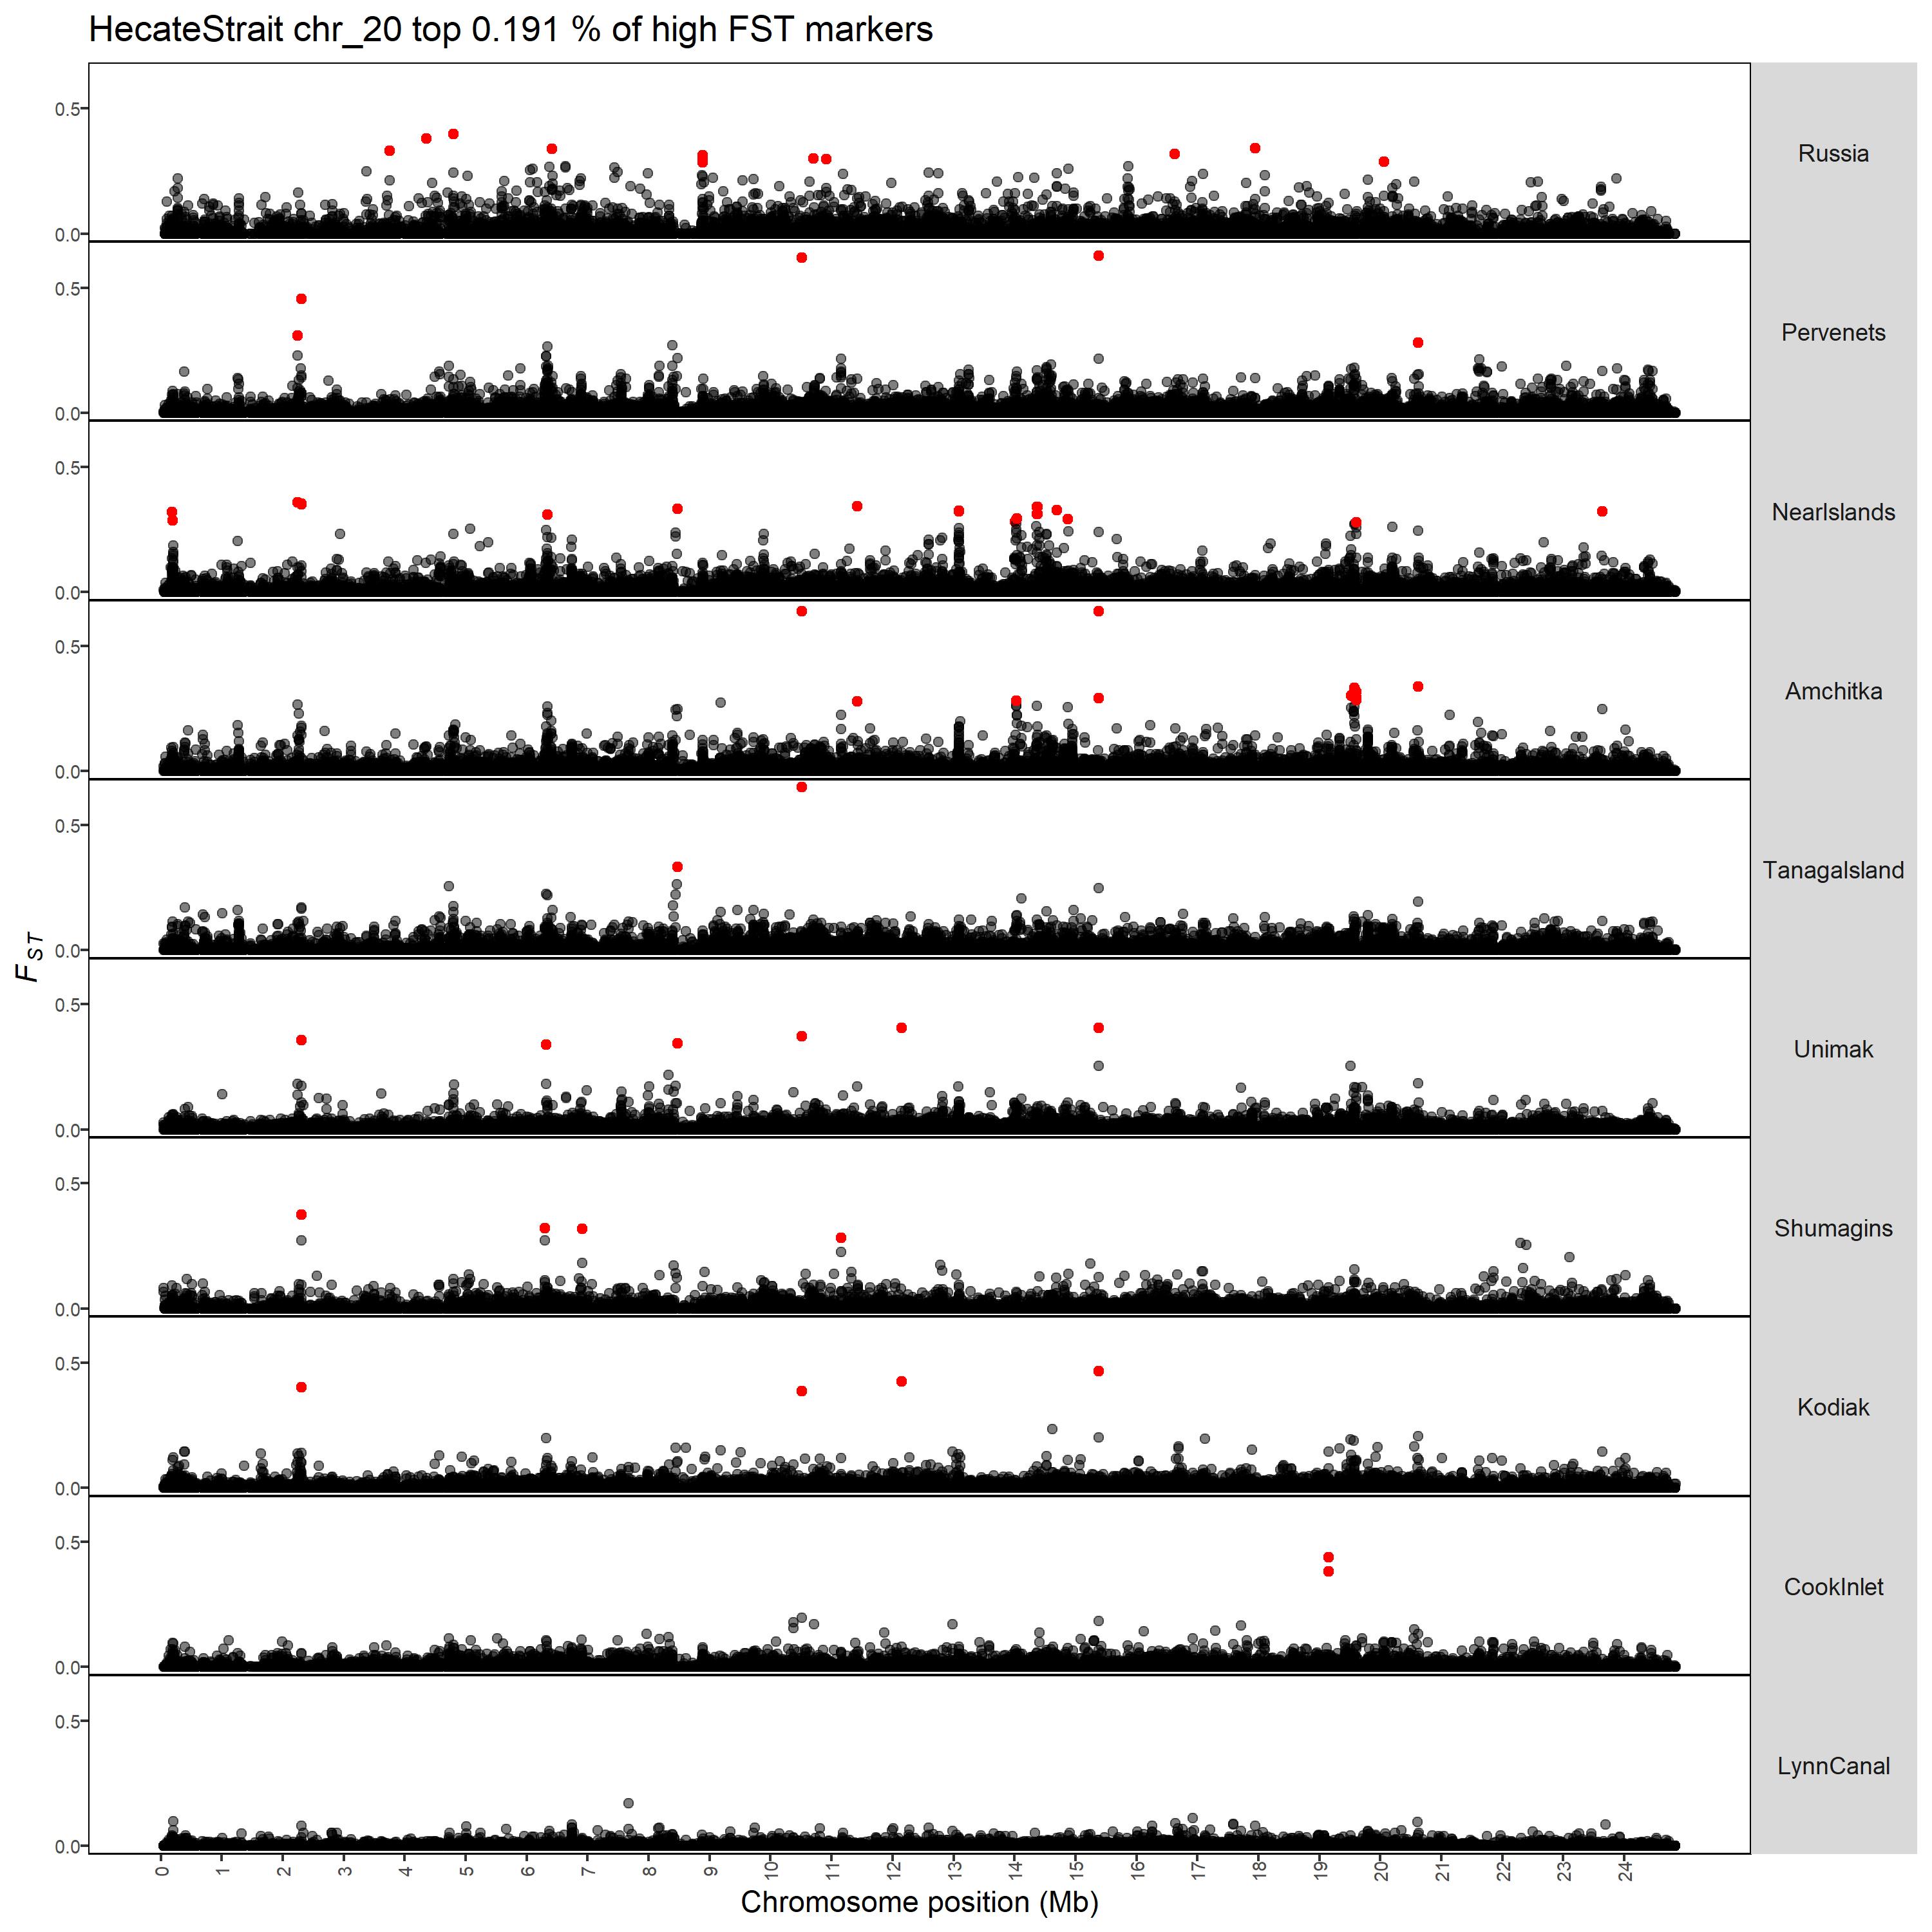 HecateStrait chr_20 top 0.191 % of high FST markers
0.5
0.0
Russia
0.5
0.0
Pervenets
0.5
0.0
NearIslands
0.5
0.0
Amchitka
0.5
0.0
TanagaIsland
0.5
0.0
Unimak
0.5
0.0
Shumagins
0.5
0.0
Kodiak
0.5
0.0
CookInlet
0.5
0.0
LynnCanal
FST
0 1 2 3 4 5 6 7 8 9 10 11 12 13 14 15 16 17 18 19 20 21 22 23 24
Chromosome position (Mb)